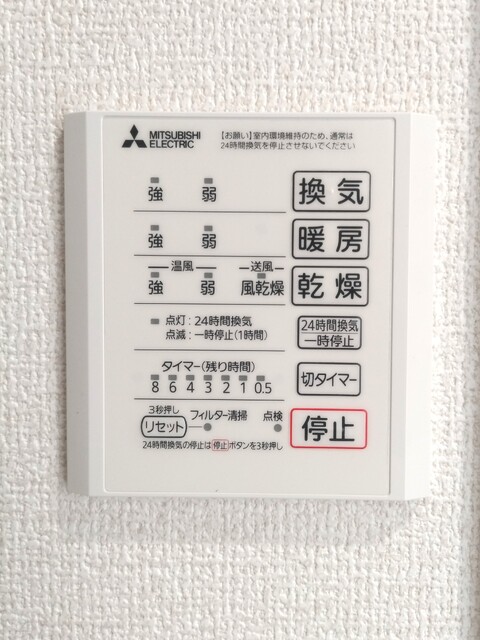 MITSUBISHI
ELECTRIC
【お願い】室内環境維持のため、通常は
24時間換気を停止させないでください
強 弱 換気
強 弱 暖房
温風 送風
強 弱 風乾燥 乾燥
点灯：24時間換気
点滅：一時停止(1時間)
24時間換気
一時停止
タイマー(残り時間)
8 6 4 3 2 1 0.5
切タイマー
3秒押し
リセット フィルター清掃 点検
停止
24時間換気の停止は停止ボタンを3秒押し